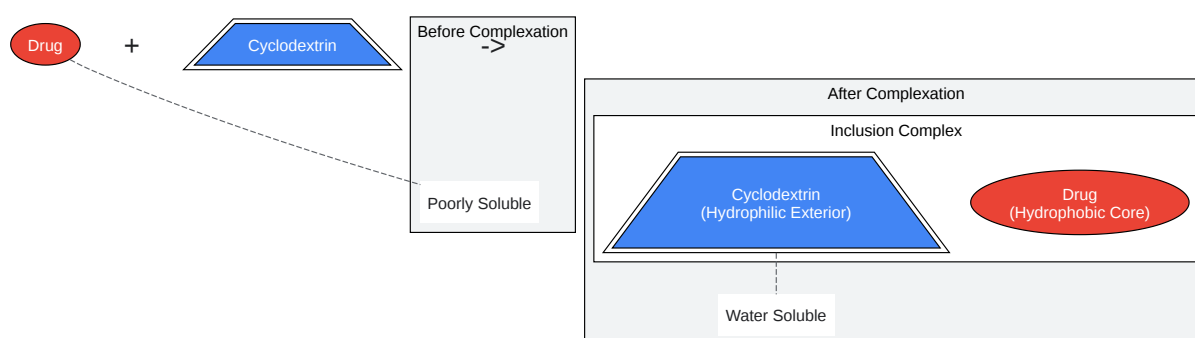 Drug
+
Cyclodextrin
Before Complexation
->
Poorly Soluble
After Complexation
Inclusion Complex
Cyclodextrin
(Hydrophilic Exterior)
Drug
(Hydrophobic Core)
Water Soluble